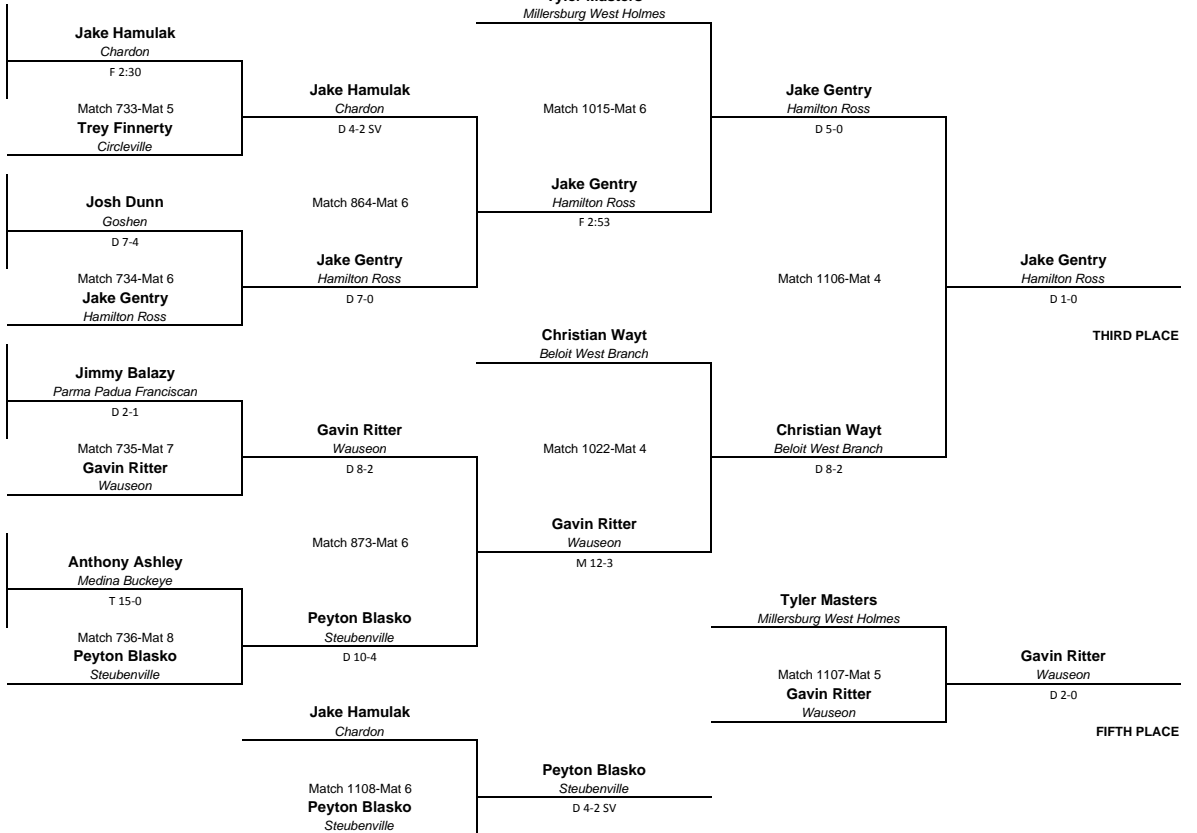 Tyler Masters
Millersburg West Holmes
Jake Hamulak
Chardon
F 2:30
Match 733-Mat 5
Trey Finnerty
Circleville
Josh Dunn
Goshen
D 7-4
Match 734-Mat 6
Jake Gentry
Hamilton Ross
Jimmy Balazy
Parma Padua Franciscan
D 2-1
Match 735-Mat 7
Gavin Ritter
Wauseon
Anthony Ashley
Medina Buckeye
T 15-0
Match 736-Mat 8
Peyton Blasko
Steubenville
Jake Hamulak
Chardon
D 4-2 SV
Match 864-Mat 6
Jake Gentry
Hamilton Ross
D 7-0
Gavin Ritter
Wauseon
D 8-2
Match 873-Mat 6
Peyton Blasko
Steubenville
D 10-4
Jake Hamulak
Chardon
Match 1108-Mat 6
Peyton Blasko
Steubenville
Match 1015-Mat 6
Jake Gentry
Hamilton Ross
F 2:53
Christian Wayt
Beloit West Branch
Match 1022-Mat 4
Gavin Ritter
Wauseon
M 12-3
Peyton Blasko
Steubenville
D 4-2 SV
Jake Gentry
Hamilton Ross
D 5-0
Match 1106-Mat 4
Christian Wayt
Beloit West Branch
D 8-2
Tyler Masters
Millersburg West Holmes
Match 1107-Mat 5
Gavin Ritter
Wauseon
Jake Gentry
Hamilton Ross
D 1-0
THIRD PLACE
Gavin Ritter
Wauseon
D 2-0
FIFTH PLACE